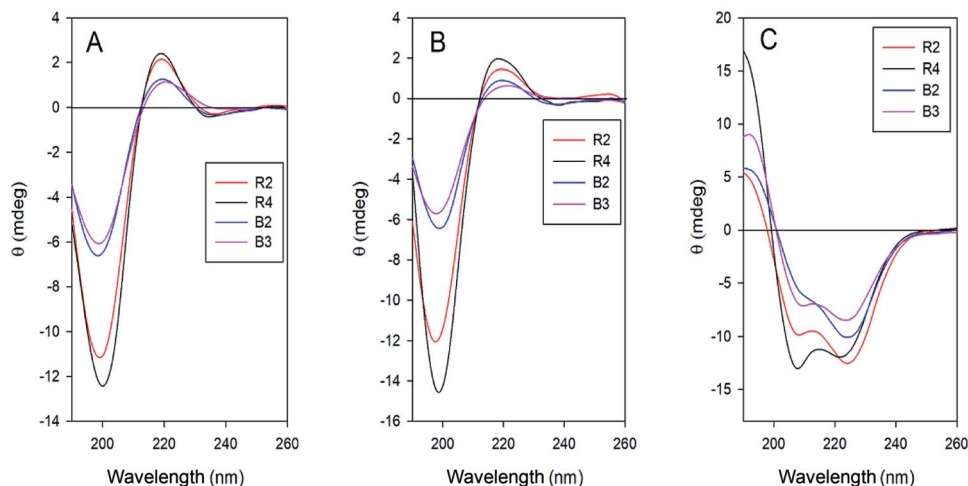 A
θ (mdeg)
4
2
0
-2
-4
-6
-8
-10
-12
-14
R2
R4
B2
B3
200
220
240
260
Wavelength (nm)
B
θ (mdeg)
4
2
0
-2
-4
-6
-8
-10
-12
-14
-16
R2
R4
B2
B3
200
220
240
260
Wavelength (nm)
C
θ (mdeg)
20
15
10
5
0
-5
-10
-15
R2
R4
B2
B3
200
220
240
260
Wavelength (nm)